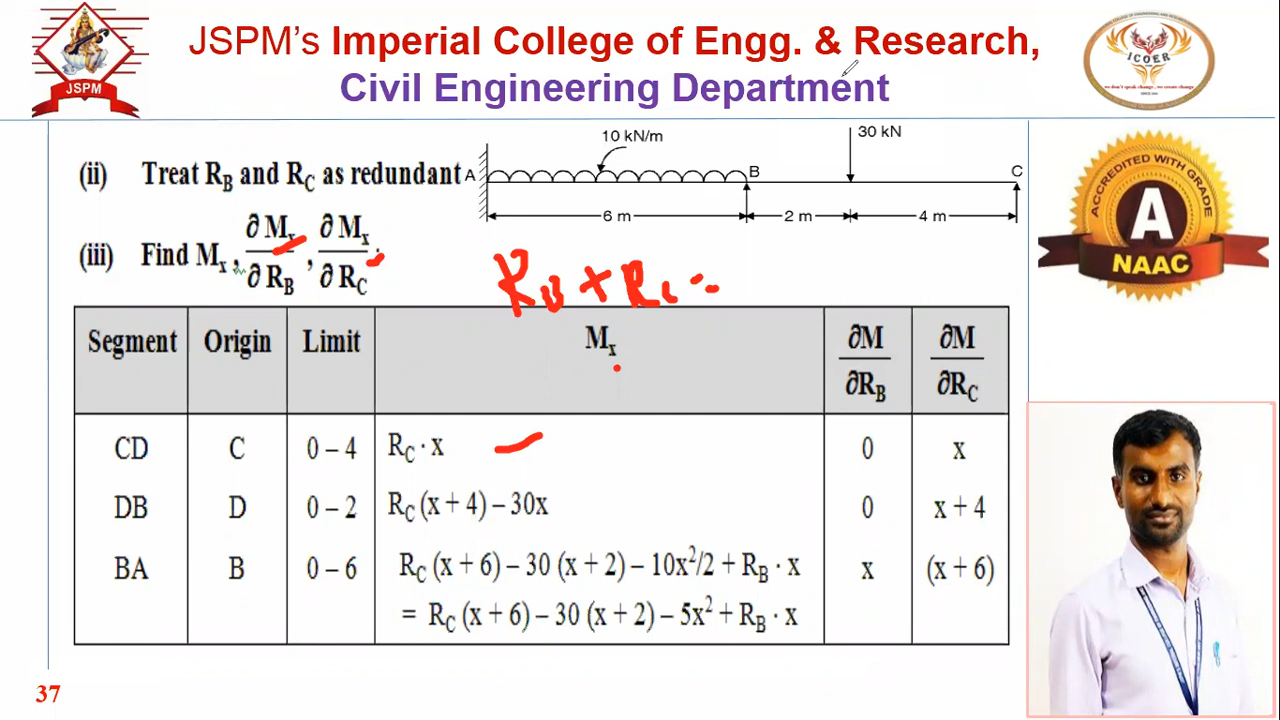 JSPM's Imperial College of Engg. & Research,
Civil Engineering Department
JSPM
ICOER
(ii) Treat R_B and R_C as redundant
A
10 kN/m
B
30 kN
C
6 m
2 m
4 m
(iii) Find M_x, ∂M_x/∂R_B, ∂M_x/∂R_C.
R_B + R_C =
ACCREDITED WITH GRADE
A
NAAC
Segment Origin Limit M_x ∂M/∂R_B ∂M/∂R_C
CD C 0 – 4 R_C · x 0 x
DB D 0 – 2 R_C (x + 4) – 30x 0 x + 4
BA B 0 – 6 R_C (x + 6) – 30 (x + 2) – 10x²/2 + R_B · x x (x + 6)
= R_C (x + 6) – 30 (x + 2) – 5x² + R_B · x
37